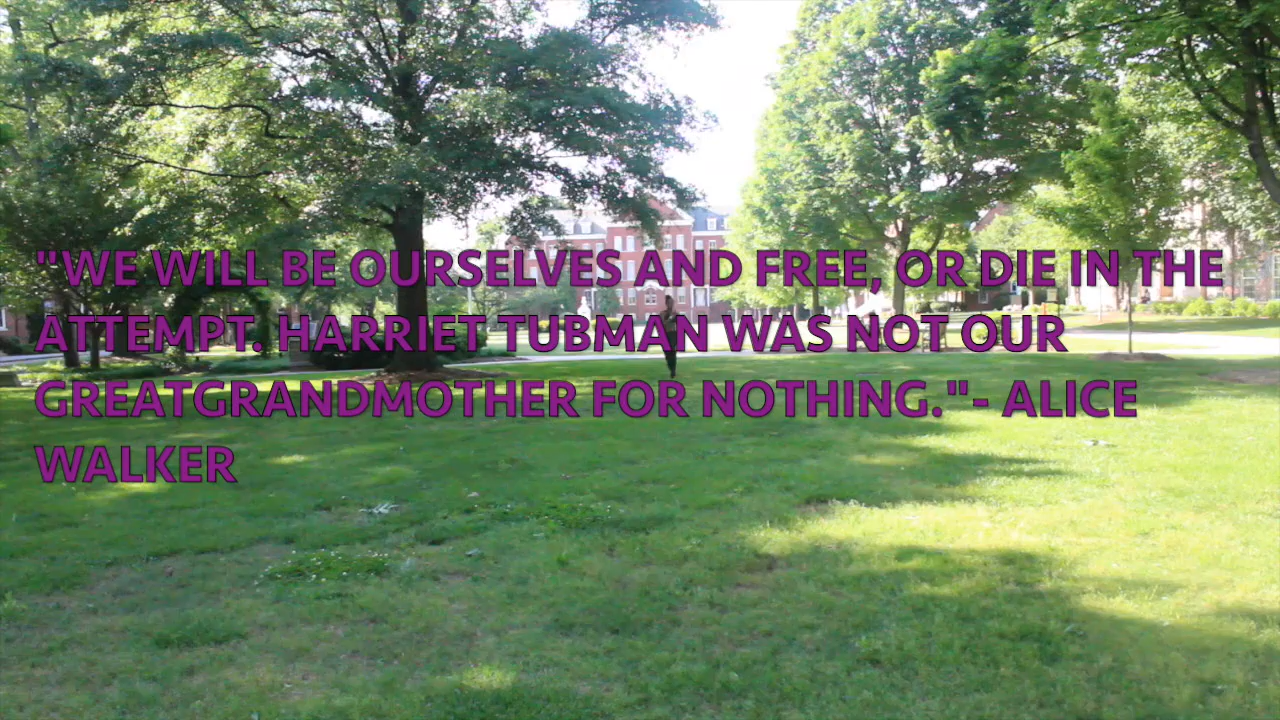 "WE WILL BE OURSELVES AND FREE, OR DIE IN THE
ATTEMPT. HARRIET TUBMAN WAS NOT OUR
GREATGRANDMOTHER FOR NOTHING."- ALICE
WALKER